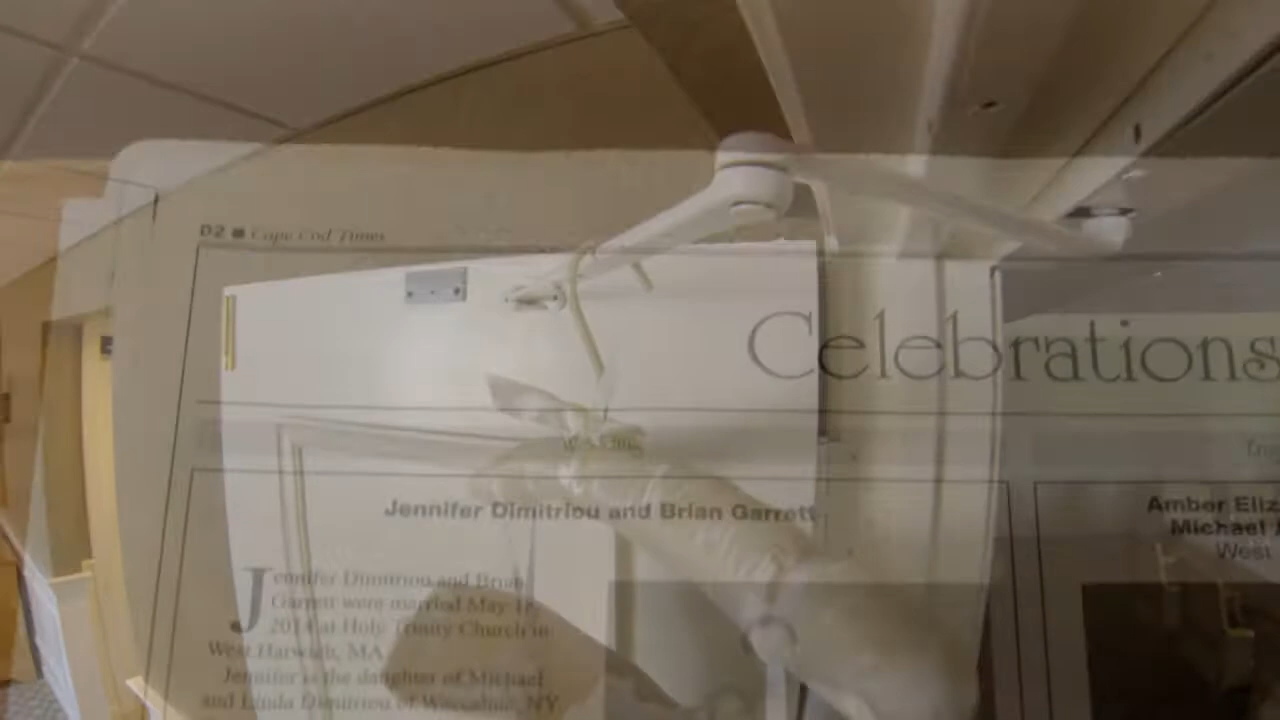 D2 ■ Cape Cod Times
Celebrations
Jennifer Dimitriou and Brian Garrett
Amber Eliz
Michael
West
Jennifer Dimitriou and Brian
Garrett were married May
2014 at Holy Trinity Church in
West Harwich, MA
Jennifer is the daughter of Michael
and Linda Dimitriou of NY